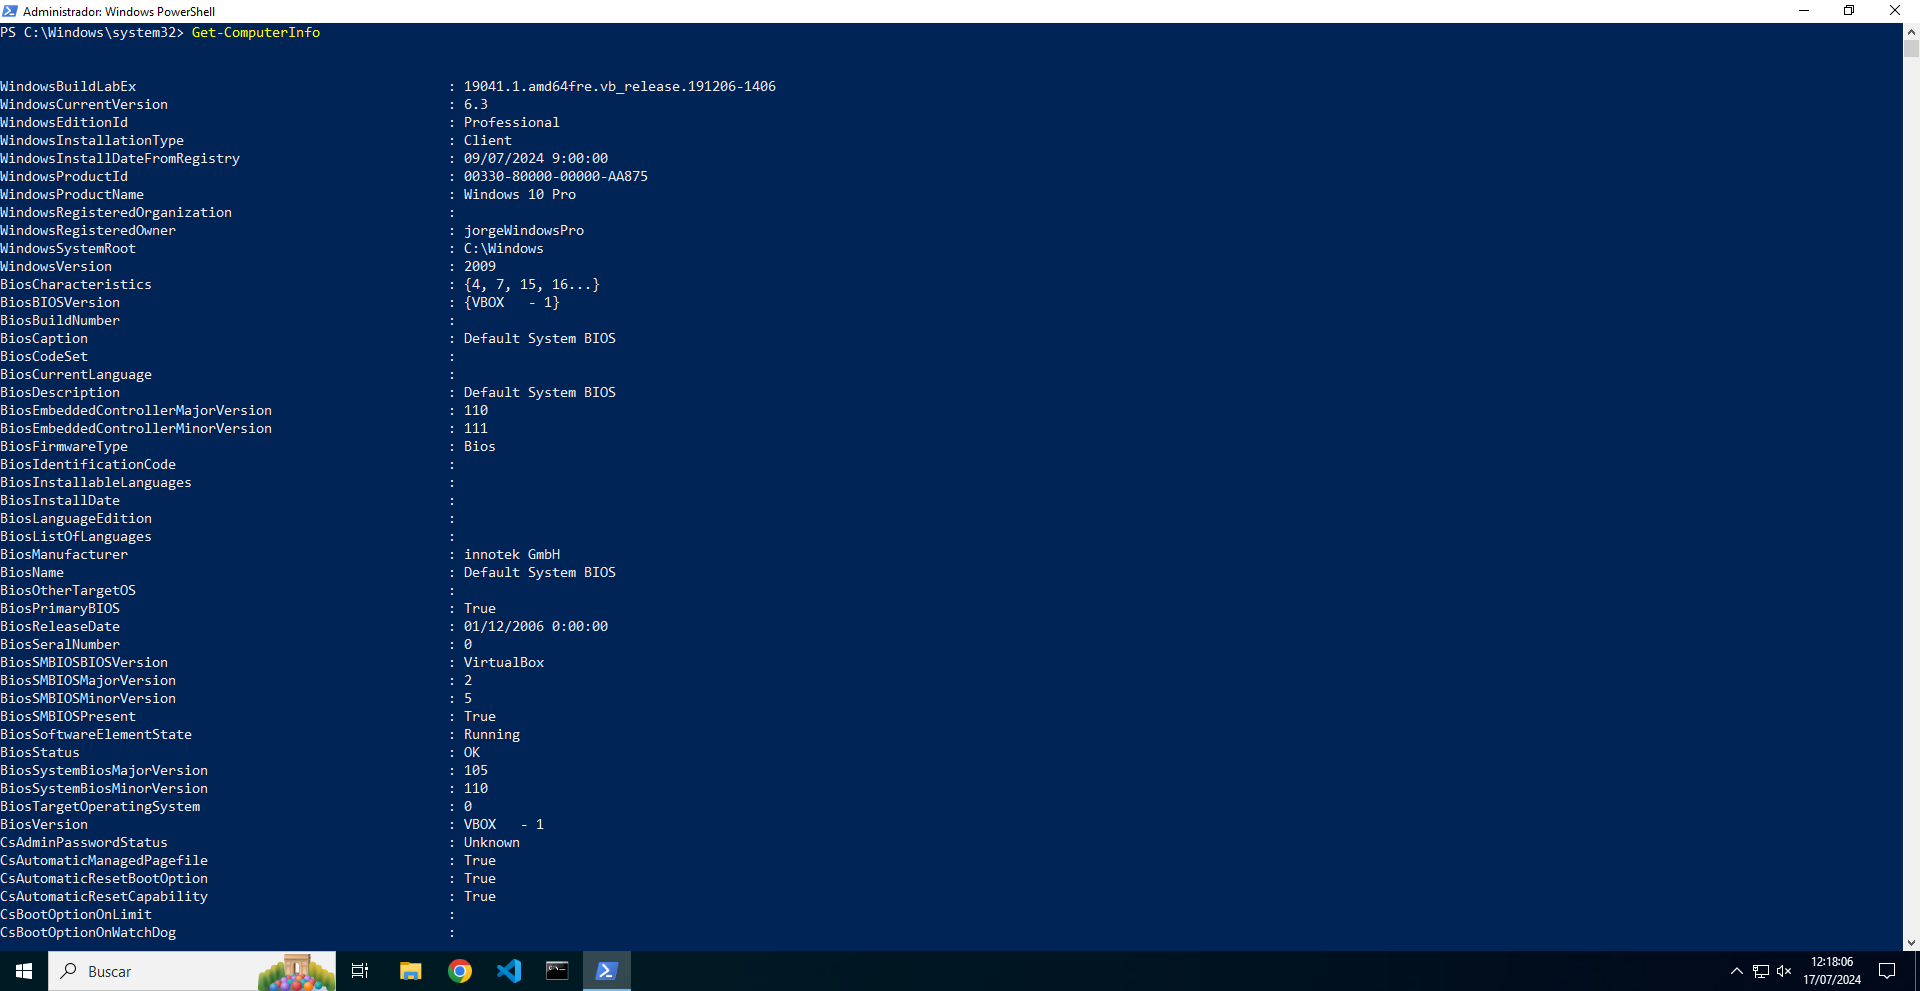 Administrador: Windows PowerShell
PS C:\Windows\system32> Get-ComputerInfo
WindowsBuildLabEx : 19041.1.amd64fre.vb_release.191206-1406
WindowsCurrentVersion : 6.3
WindowsEditionId : Professional
WindowsInstallationType : Client
WindowsInstallDateFromRegistry : 09/07/2024 9:00:00
WindowsProductId : 00330-80000-00000-AA875
WindowsProductName : Windows 10 Pro
WindowsRegisteredOrganization :
WindowsRegisteredOwner : jorgeWindowsPro
WindowsSystemRoot : C:\Windows
WindowsVersion : 2009
BiosCharacteristics : {4, 7, 15, 16...}
BiosBIOSVersion : {VBOX   - 1}
BiosBuildNumber :
BiosCaption : Default System BIOS
BiosCodeSet :
BiosCurrentLanguage :
BiosDescription : Default System BIOS
BiosEmbeddedControllerMajorVersion : 110
BiosEmbeddedControllerMinorVersion : 111
BiosFirmwareType : Bios
BiosIdentificationCode :
BiosInstallableLanguages :
BiosInstallDate :
BiosLanguageEdition :
BiosListOfLanguages :
BiosManufacturer : innotek GmbH
BiosName : Default System BIOS
BiosOtherTargetOS :
BiosPrimaryBIOS : True
BiosReleaseDate : 01/12/2006 0:00:00
BiosSeralNumber : 0
BiosSMBIOSBIOSVersion : VirtualBox
BiosSMBIOSMajorVersion : 2
BiosSMBIOSMinorVersion : 5
BiosSMBIOSPresent : True
BiosSoftwareElementState : Running
BiosStatus : OK
BiosSystemBiosMajorVersion : 105
BiosSystemBiosMinorVersion : 110
BiosTargetOperatingSystem : 0
BiosVersion : VBOX   - 1
CsAdminPasswordStatus : Unknown
CsAutomaticManagedPagefile : True
CsAutomaticResetBootOption : True
CsAutomaticResetCapability : True
CsBootOptionOnLimit :
CsBootOptionOnWatchDog :
Buscar
12:18:06
17/07/2024